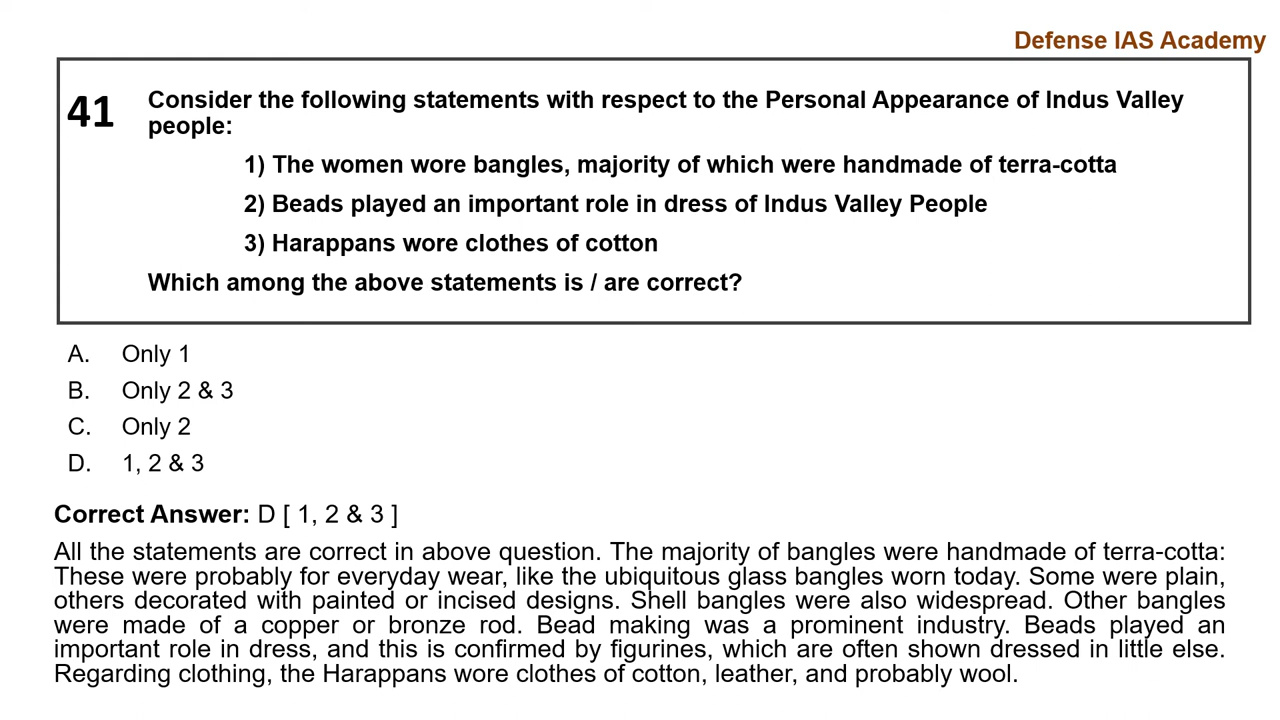 Defense IAS Academy
41
Consider the following statements with respect to the Personal Appearance of Indus Valley
people:
1) The women wore bangles, majority of which were handmade of terra-cotta
2) Beads played an important role in dress of Indus Valley People
3) Harappans wore clothes of cotton
Which among the above statements is / are correct?
A. Only 1
B. Only 2 & 3
C. Only 2
D. 1, 2 & 3
Correct Answer: D [ 1, 2 & 3 ]
All the statements are correct in above question. The majority of bangles were handmade of terra-cotta:
These were probably for everyday wear, like the ubiquitous glass bangles worn today. Some were plain,
others decorated with painted or incised designs. Shell bangles were also widespread. Other bangles
were made of a copper or bronze rod. Bead making was a prominent industry. Beads played an
important role in dress, and this is confirmed by figurines, which are often shown dressed in little else.
Regarding clothing, the Harappans wore clothes of cotton, leather, and probably wool.